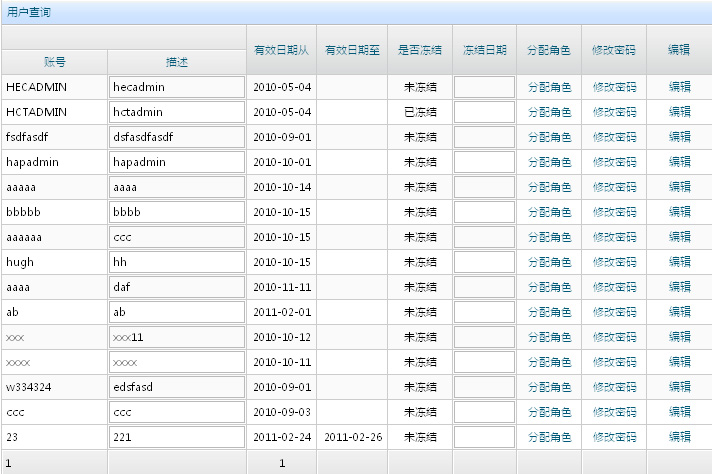 用户查询
账号 描述 有效日期从 有效日期至 是否冻结 冻结日期 分配角色 修改密码 编辑
HECADMIN hecadmin 2010-05-04 未冻结 分配角色 修改密码 编辑
HCTADMIN hctadmin 2010-05-04 已冻结 分配角色 修改密码 编辑
fsdfasdf dsfasdfasdf 2010-09-01 未冻结 分配角色 修改密码 编辑
hapadmin hapadmin 2010-10-01 未冻结 分配角色 修改密码 编辑
aaaaa aaaa 2010-10-14 未冻结 分配角色 修改密码 编辑
bbbbb bbbb 2010-10-15 未冻结 分配角色 修改密码 编辑
aaaaaa ccc 2010-10-15 未冻结 分配角色 修改密码 编辑
hugh hh 2010-10-15 未冻结 分配角色 修改密码 编辑
aaaa daf 2010-11-11 未冻结 分配角色 修改密码 编辑
ab ab 2011-02-01 未冻结 分配角色 修改密码 编辑
xxx xxx11 2010-10-12 未冻结 分配角色 修改密码 编辑
xxxx xxxx 2010-10-11 未冻结 分配角色 修改密码 编辑
w334324 edsfasd 2010-09-01 未冻结 分配角色 修改密码 编辑
ccc ccc 2010-09-03 未冻结 分配角色 修改密码 编辑
23 221 2011-02-24 2011-02-26 未冻结 分配角色 修改密码 编辑
1 1